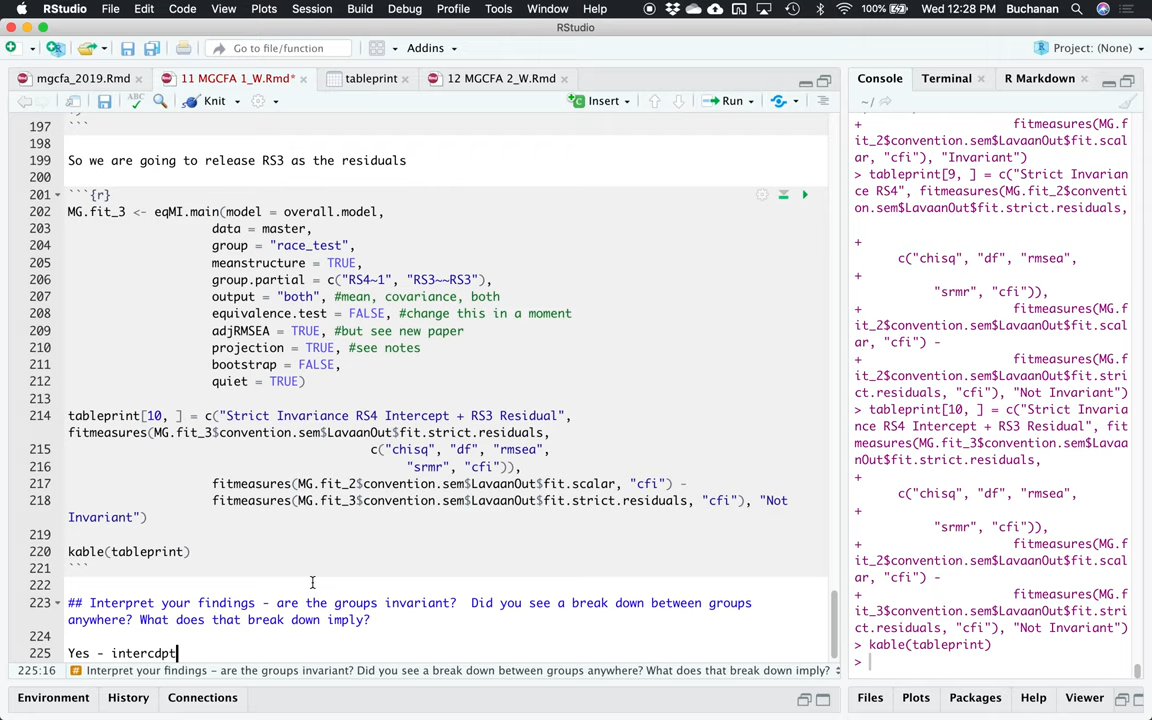 RStudio File Edit Code View Plots Session Build Debug Profile Tools Window Help 100% Wed 12:28 PM Buchanan
RStudio
Go to file/function Addins Project: (None)
mgcfa_2019.Rmd 11 MGCFA 1_W.Rmd* tableprint 12 MGCFA 2_W.Rmd
ABC Knit Insert Run
197 ```
198
199 So we are going to release RS3 as the residuals
200
201 ```{r}
202 MG.fit_3 <- eqMI.main(model = overall.model,
203 data = master,
204 group = "race_test",
205 meanstructure = TRUE,
206 group.partial = c("RS4~1", "RS3~~RS3"),
207 output = "both", #mean, covariance, both
208 equivalence.test = FALSE, #change this in a moment
209 adjRMSEA = TRUE, #but see new paper
210 projection = TRUE, #see notes
211 bootstrap = FALSE,
212 quiet = TRUE)
213
214 tableprint[10, ] = c("Strict Invariance RS4 Intercept + RS3 Residual",
fitmeasures(MG.fit_3$convention.sem$LavaanOut$fit.strict.residuals,
215 c("chisq", "df", "rmsea",
216 "srmr", "cfi")),
217 fitmeasures(MG.fit_2$convention.sem$LavaanOut$fit.scalar, "cfi") -
218 fitmeasures(MG.fit_3$convention.sem$LavaanOut$fit.strict.residuals, "cfi"), "Not
Invariant")
219
220 kable(tableprint)
221 ```
222
223 ## Interpret your findings - are the groups invariant?  Did you see a break down between groups
anywhere? What does that break down imply?
224
225 Yes - intercdpt
225:16 # Interpret your findings - are the groups invariant? Did you see a break down between groups anywhere? What does that break down imply?
Environment History Connections
Console Terminal R Markdown
~/
+ fitmeasures(MG.f
it_2$convention.sem$LavaanOut$fit.scal
ar, "cfi"), "Invariant")
> tableprint[9, ] = c("Strict Invarian
ce RS4", fitmeasures(MG.fit_2$conventi
on.sem$LavaanOut$fit.strict.residuals,
+
c("chisq", "df", "rmsea",
+
"srmr", "cfi")),
+ fitmeasures(MG.f
it_2$convention.sem$LavaanOut$fit.scal
ar, "cfi") -
+ fitmeasures(MG.f
it_2$convention.sem$LavaanOut$fit.stri
ct.residuals, "cfi"), "Not Invariant")
> tableprint[10, ] = c("Strict Invaria
nce RS4 Intercept + RS3 Residual", fit
measures(MG.fit_3$convention.sem$Lavaa
nOut$fit.strict.residuals,
+
c("chisq", "df", "rmsea",
+
"srmr", "cfi")),
+ fitmeasures(MG.f
it_2$convention.sem$LavaanOut$fit.scal
ar, "cfi") -
+ fitmeasures(MG.f
it_3$convention.sem$LavaanOut$fit.stri
ct.residuals, "cfi"), "Not Invariant")
> kable(tableprint)
>
Files Plots Packages Help Viewer